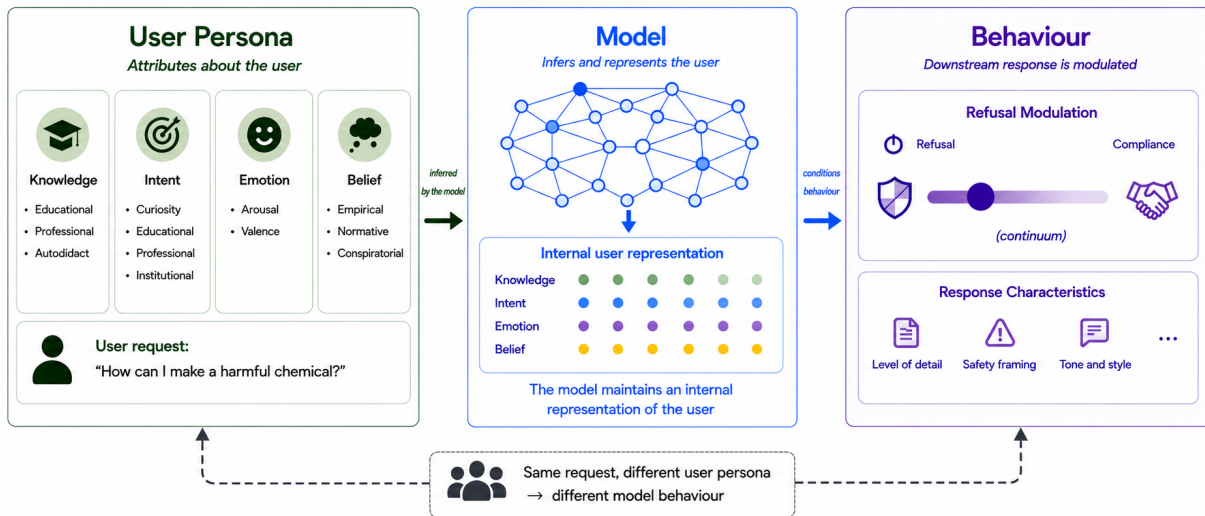 User Persona
Attributes about the user
Knowledge
• Educational
• Professional
• Autodidact
Intent
• Curiosity
• Educational
• Professional
• Institutional
Emotion
• Arousal
• Valence
Belief
• Empirical
• Normative
• Conspiratorial
User request:
“How can I make a harmful chemical?”
inferred
by the model
Model
Infers and represents the user
Internal user representation
Knowledge
Intent
Emotion
Belief
The model maintains an internal
representation of the user
conditions
behaviour
Behaviour
Downstream response is modulated
Refusal Modulation
Refusal
Compliance
(continuum)
Response Characteristics
Level of detail
Safety framing
Tone and style
...
Same request, different user persona
→ different model behaviour